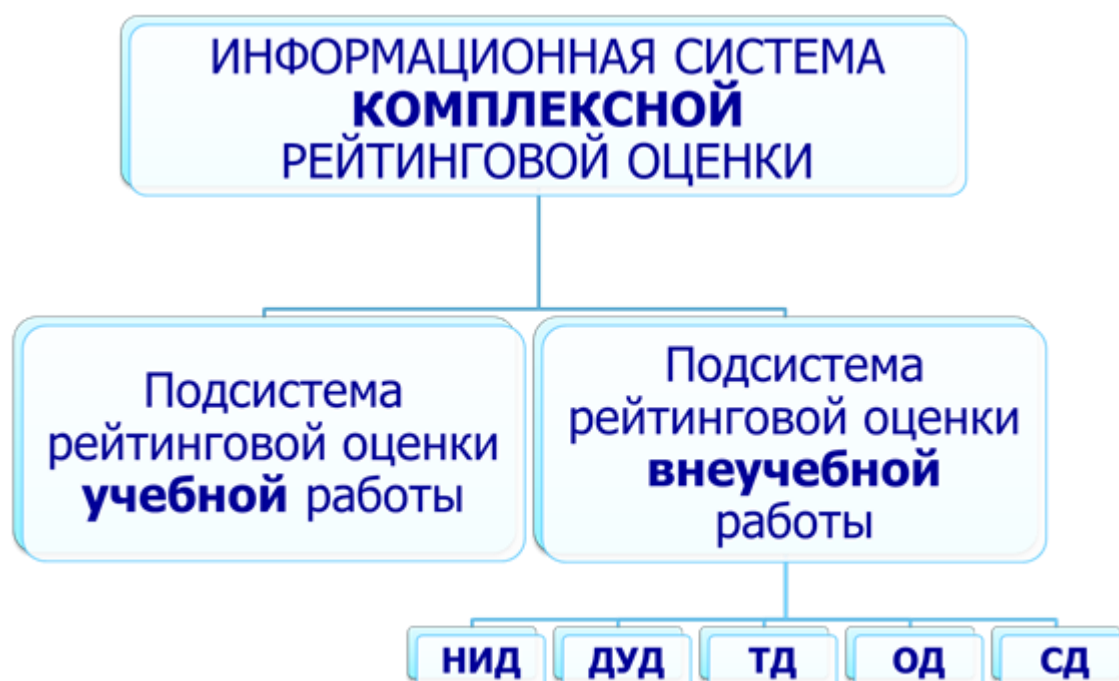 ИНФОРМАЦИОННАЯ СИСТЕМА
КОМПЛЕКСНОЙ
РЕЙТИНГОВОЙ ОЦЕНКИ
Подсистема
рейтинговой оценки
учебной работы
Подсистема
рейтинговой оценки
внеучебной
работы
НИД
ДУД
ТД
ОД
СД